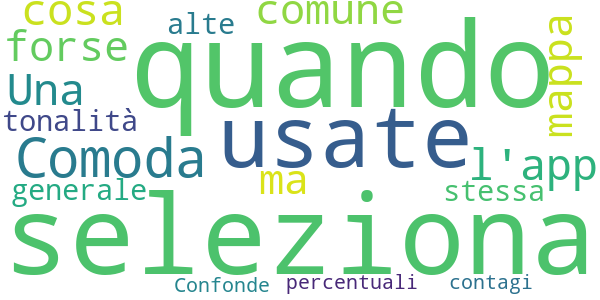 cosa alte comune
forse quando mappa
Una
tonalità usate
Comoda l'app
generale ma stessa
seleziona
Confonde percentuali contagi